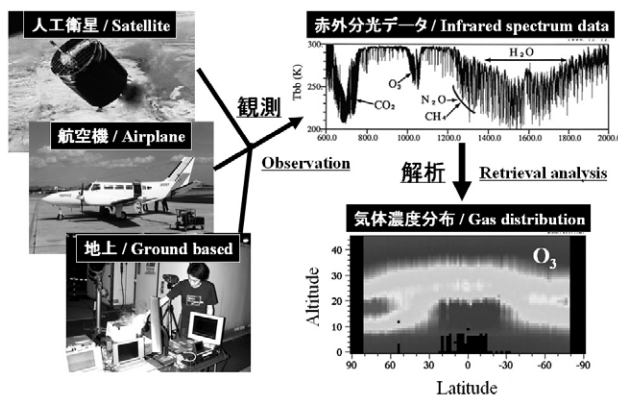 人工衛星 / Satellite
航空機 / Airplane
地上 / Ground based
観測
Observation
赤外分光データ / Infrared spectrum data
Tbb (K)
300
200
H₂O
O₃
CO₂
N₂O
CH₄
600.0 800.0 1000.0 1200.0 1400.0 1600.0 1800.0 2000.0
解析
Retrieval analysis
気体濃度分布 / Gas distribution
O₃
Altitude
40
30
20
10
0
90 60 30 0 -30 -60 -90
Latitude